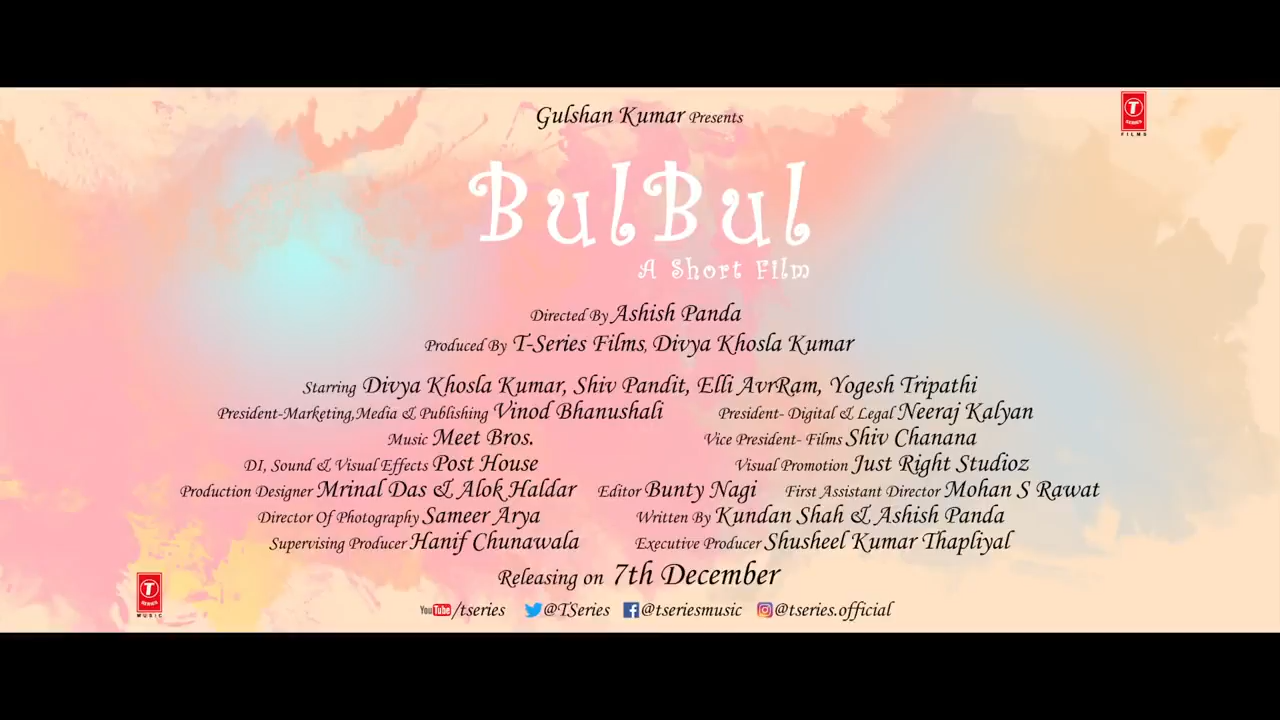 Gulshan Kumar Presents
T
SERIES
FILMS
BulBul
A Short Film
Directed By Ashish Panda
Produced By T-Series Films, Divya Khosla Kumar
Starring Divya Khosla Kumar, Shiv Pandit, Elli AvrRam, Yogesh Tripathi
President-Marketing,Media & Publishing Vinod Bhanushali President- Digital & Legal Neeraj Kalyan
Music Meet Bros. Vice President- Films Shiv Chanana
DI, Sound & Visual Effects Post House Visual Promotion Just Right Studioz
Production Designer Mrinal Das & Alok Haldar Editor Bunty Nagi First Assistant Director Mohan S Rawat
Director Of Photography Sameer Arya Written By Kundan Shah & Ashish Panda
Supervising Producer Hanif Chunawala Executive Producer Shusheel Kumar Thapliyal
Releasing on 7th December
T
SERIES
MUSIC
YouTube/tseries @TSeries @tseriesmusic @tseries.official